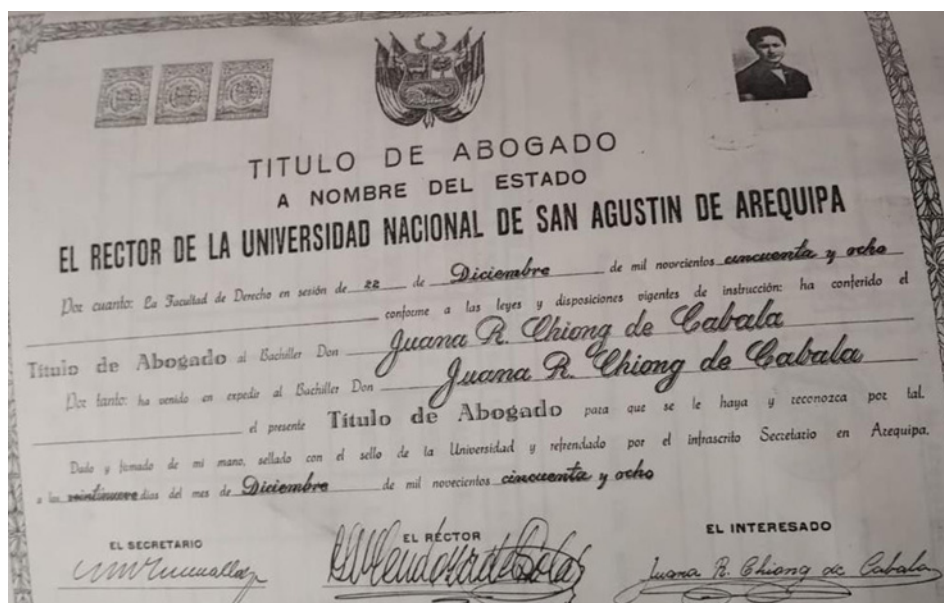 TITULO DE ABOGADO
A NOMBRE DEL ESTADO
EL RECTOR DE LA UNIVERSIDAD NACIONAL DE SAN AGUSTIN DE AREQUIPA
Por cuanto: La Facultad de Derecho en sesión de 22 de Diciembre de mil novecientos cincuenta y ocho
conforme a las leyes y disposiciones vigentes de instrucción: ha conferido el
Título de Abogado al Bachiller Don Juana R. Chiong de Cabala
Por tanto: ha venido en expedir al Bachiller Don Juana R. Chiong de Cabala
el presente Título de Abogado para que se le haya y reconozca por tal.
Dado y firmado de mi mano, sellado con el sello de la Universidad y refrendado por el infrascrito Secretario en Arequipa,
a los veintinueve dias del mes de Diciembre de mil novecientos cincuenta y ocho
EL SECRETARIO EL RÉCTOR EL INTERESADO
Juana R. Chiong de Cabala